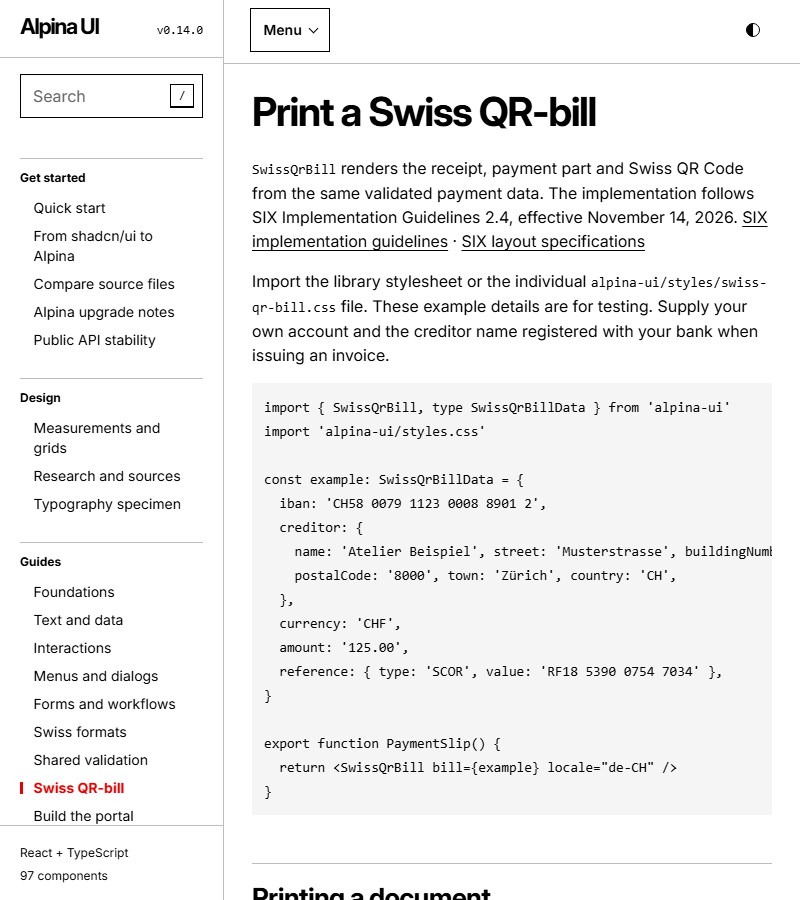 Alpina UI
v0.14.0
Menu
Search
/
Get started
Quick start
From shadcn/ui to
Alpina
Compare source files
Alpina upgrade notes
Public API stability
Design
Measurements and
grids
Research and sources
Typography specimen
Guides
Foundations
Text and data
Interactions
Menus and dialogs
Forms and workflows
Swiss formats
Shared validation
Swiss QR-bill
Build the portal
React + TypeScript
97 components
Print a Swiss QR-bill
SwissQrBill renders the receipt, payment part and Swiss QR Code
from the same validated payment data. The implementation follows
SIX Implementation Guidelines 2.4, effective November 14, 2026. SIX
implementation guidelines · SIX layout specifications
Import the library stylesheet or the individual alpina-ui/styles/swiss-
qr-bill.css file. These example details are for testing. Supply your
own account and the creditor name registered with your bank when
issuing an invoice.
import { SwissQrBill, type SwissQrBillData } from 'alpina-ui'
import 'alpina-ui/styles.css'
const example: SwissQrBillData = {
  iban: 'CH58 0079 1123 0008 8901 2',
  creditor: {
    name: 'Atelier Beispiel', street: 'Musterstrasse', buildingNumb
    postalCode: '8000', town: 'Zürich', country: 'CH',
  },
  currency: 'CHF',
  amount: '125.00',
  reference: { type: 'SCOR', value: 'RF18 5390 0754 7034' },
}
export function PaymentSlip() {
  return <SwissQrBill bill={example} locale="de-CH" />
}
Printing a document